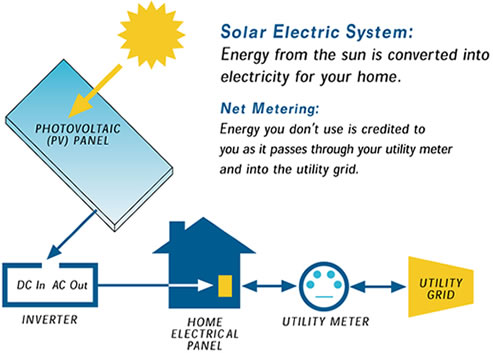 Solar Electric System:
Energy from the sun is converted into
electricity for your home.
Net Metering:
Energy you don't use is credited to
you as it passes through your utility meter
and into the utility grid.
PHOTOVOLTAIC
(PV) PANEL
DC In AC Out
INVERTER
HOME
ELECTRICAL
PANEL
UTILITY METER
UTILITY
GRID